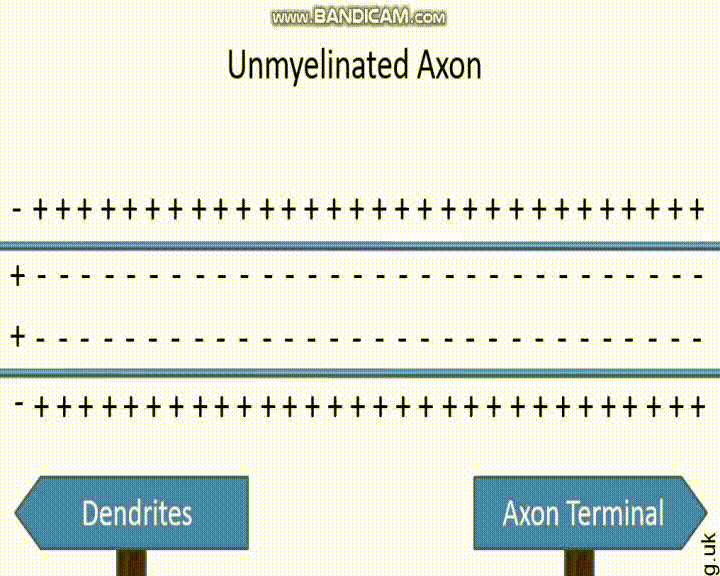 www.BANDICAM.com
Unmyelinated Axon
- + + + + + + + + + + + + + + + + + + + + + + + + + + + + + +
+ - - - - - - - - - - - - - - - - - - - - - - - - - - - - - -
+ - - - - - - - - - - - - - - - - - - - - - - - - - - - - - -
- + + + + + + + + + + + + + + + + + + + + + + + + + + + + + +
Dendrites
Axon Terminal
g.uk